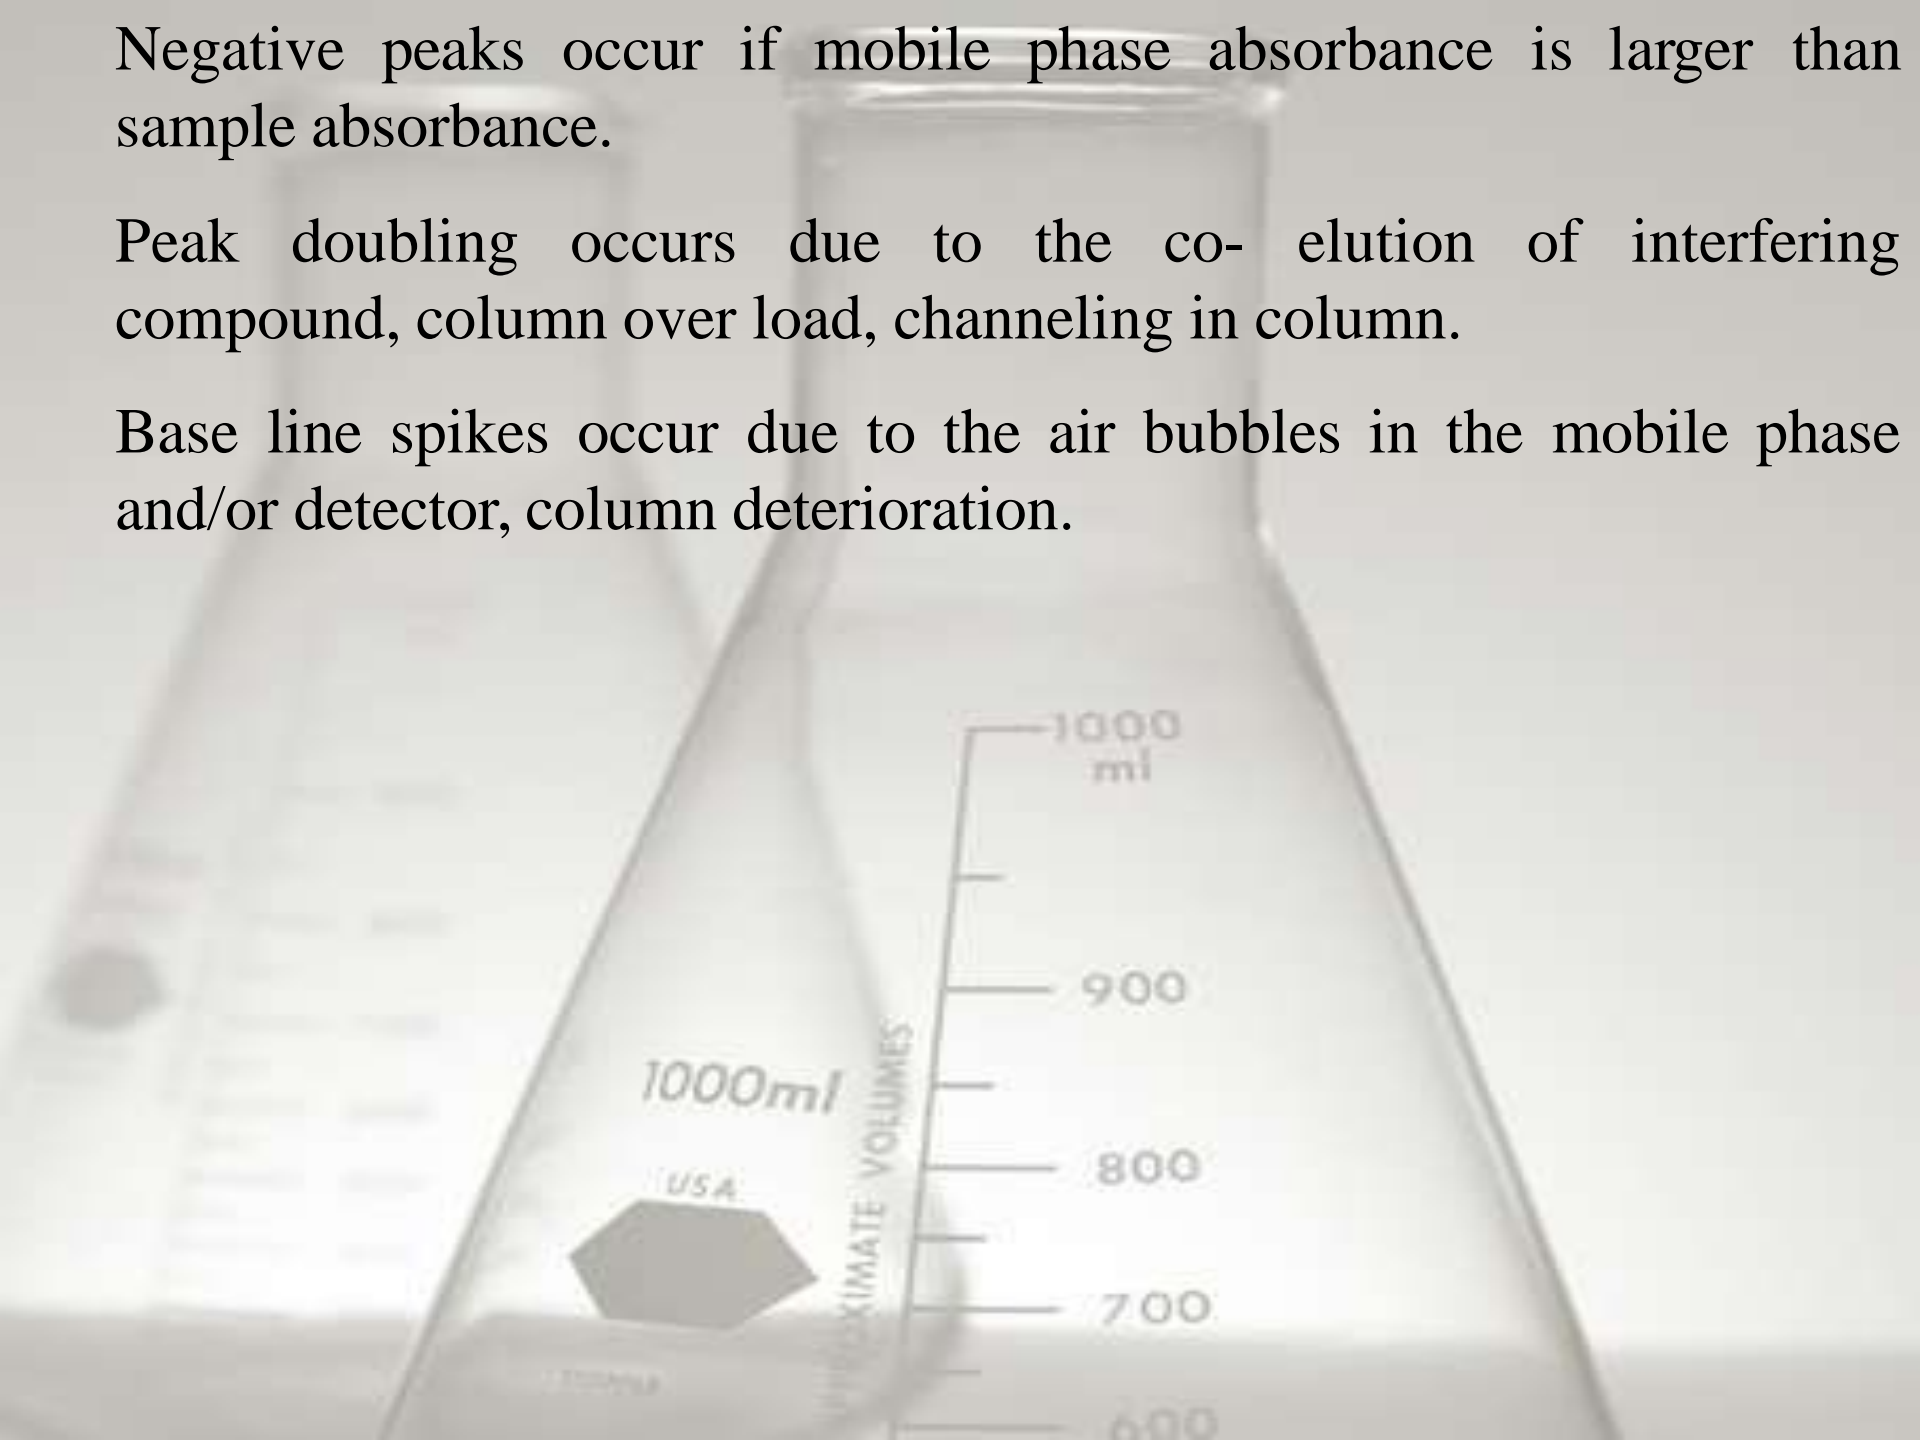 Negative peaks occur if mobile phase absorbance is larger than
sample absorbance.
Peak doubling occurs due to the co- elution of interfering
compound, column over load, channeling in column.
Base line spikes occur due to the air bubbles in the mobile phase
and/or detector, column deterioration.
1000
ml
900
1000ml
VOLUMES
800
USA
700
600